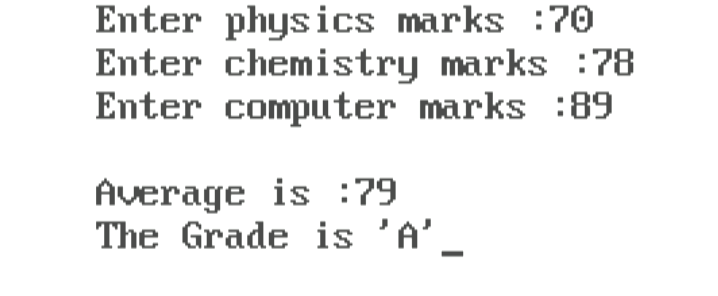 Enter physics marks :70
Enter chemistry marks :78
Enter computer marks :89
Average is :79
The Grade is 'A'_